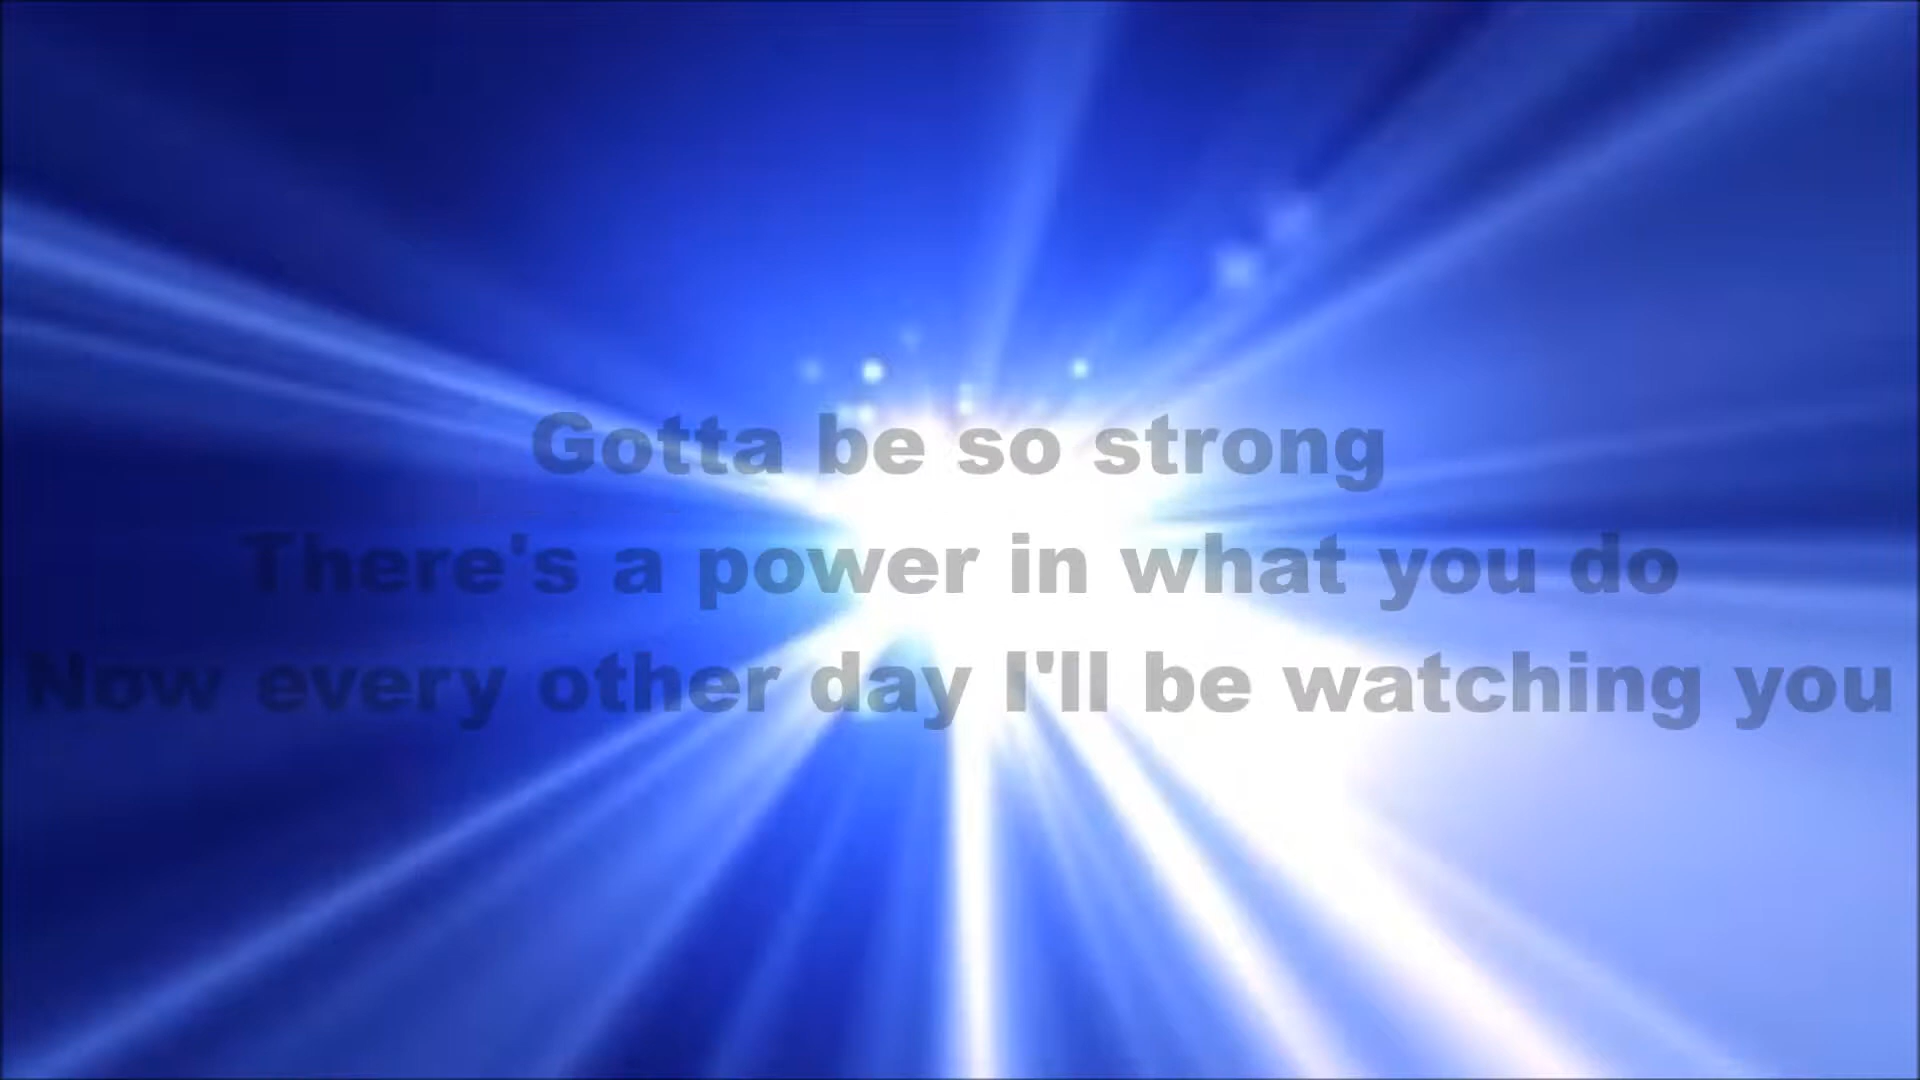 Gotta be so strong
There's a power in what you do
Now every other day I'll be watching you